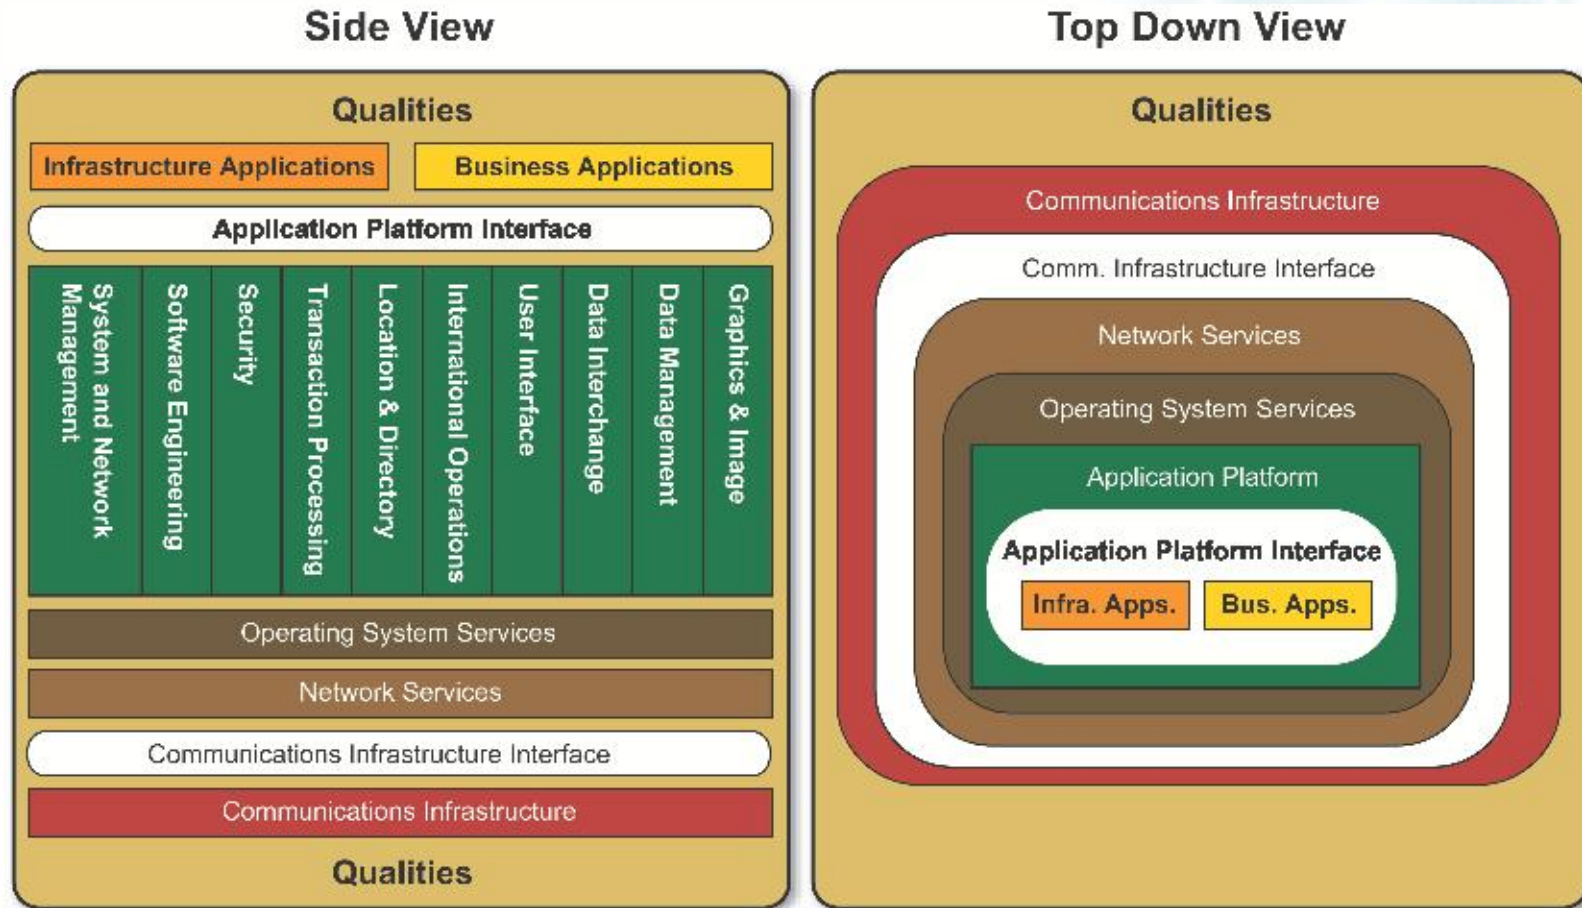 Side View
Qualities
Infrastructure Applications
Business Applications
Application Platform Interface
System and Network
Management
Software Engineering
Security
Transaction Processing
Location & Directory
International Operations
User Interface
Data Interchange
Data Management
Graphics & Image
Operating System Services
Network Services
Communications Infrastructure Interface
Communications Infrastructure
Qualities
Top Down View
Qualities
Communications Infrastructure
Comm. Infrastructure Interface
Network Services
Operating System Services
Application Platform
Application Platform Interface
Infra. Apps.
Bus. Apps.